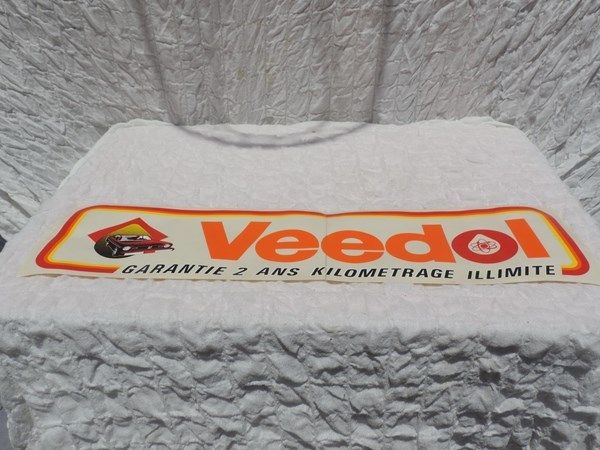 Veedol
GARANTIE 2 ANS KILOMETRAGE ILLIMITE